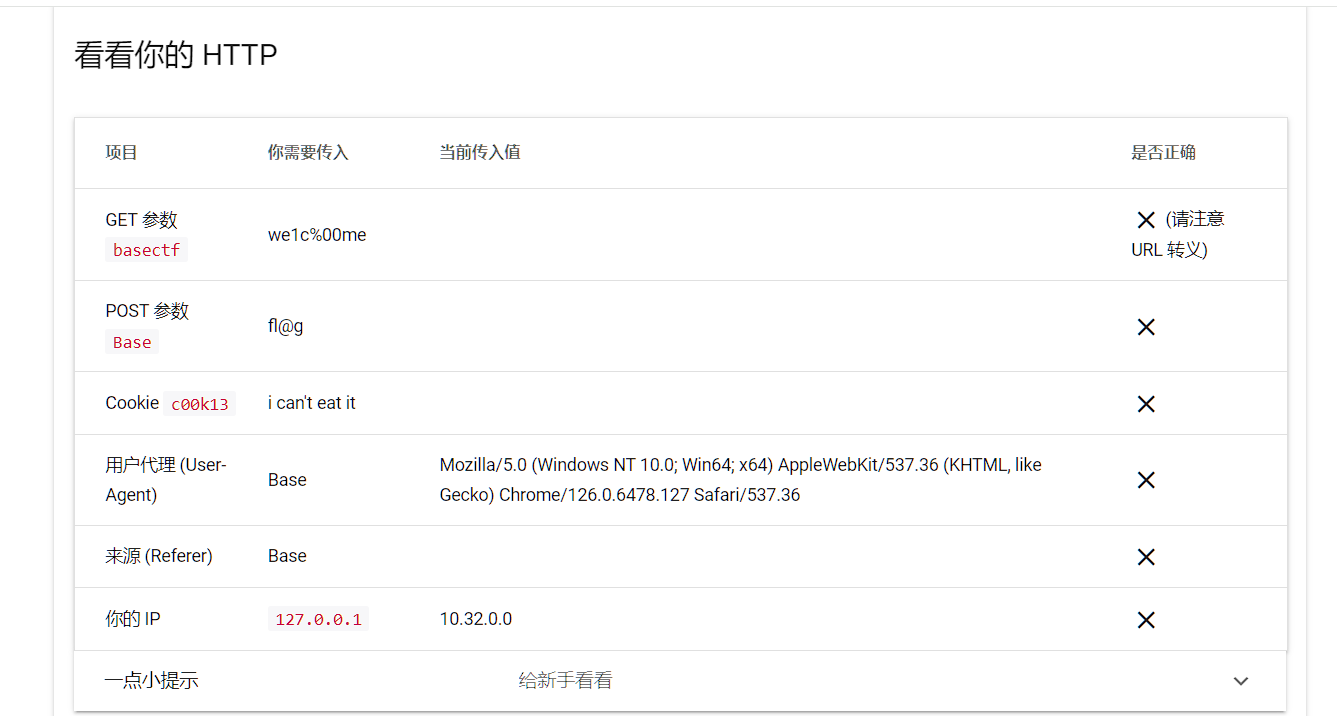 看看你的 HTTP
项目 你需要传入 当前传入值 是否正确
GET 参数
basectf
we1c%00me
(请注意
URL 转义)
POST 参数
Base
fl@g
Cookie c00k13 i can't eat it
用户代理 (User-
Agent)
Base
Mozilla/5.0 (Windows NT 10.0; Win64; x64) AppleWebKit/537.36 (KHTML, like
Gecko) Chrome/126.0.6478.127 Safari/537.36
来源 (Referer) Base
你的 IP 127.0.0.1 10.32.0.0
一点小提示 给新手看看